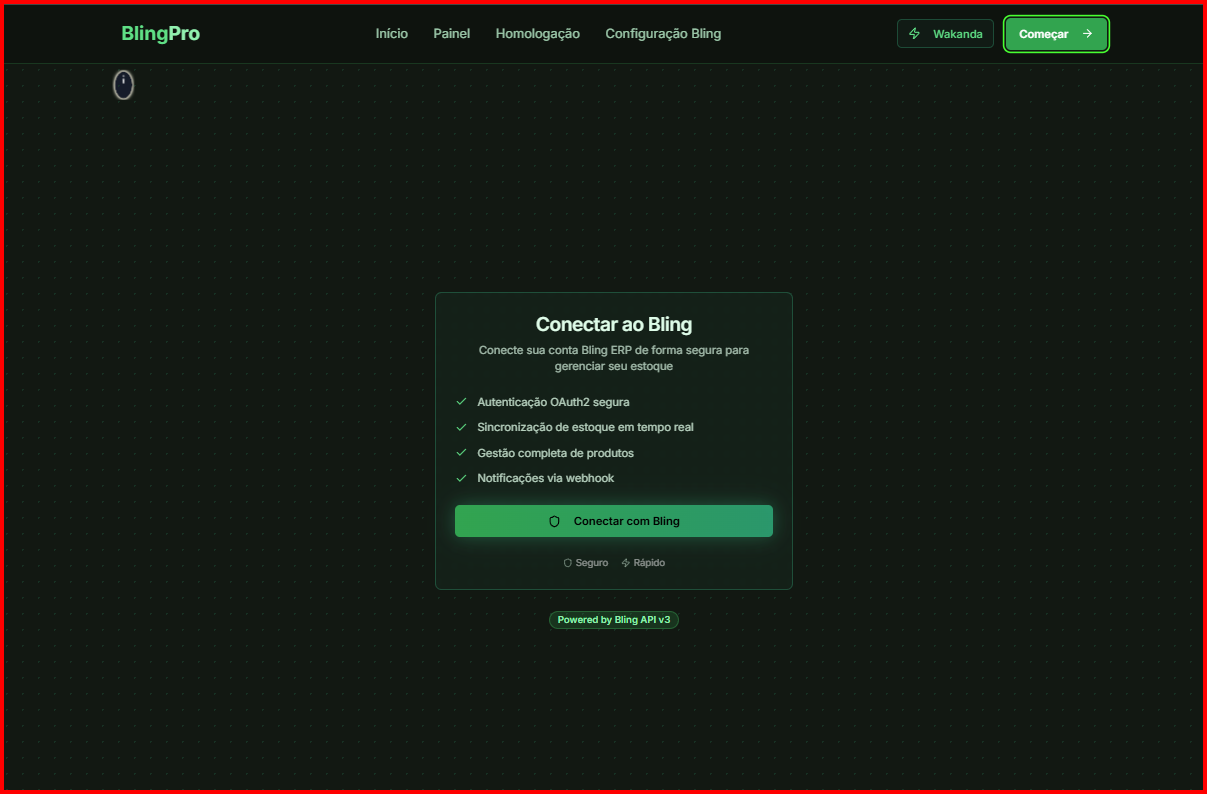 BlingPro
Início
Painel
Homologação
Configuração Bling
Wakanda
Começar
Conectar ao Bling
Conecte sua conta Bling ERP de forma segura para
gerenciar seu estoque
Autenticação OAuth2 segura
Sincronização de estoque em tempo real
Gestão completa de produtos
Notificações via webhook
Conectar com Bling
Seguro
Rápido
Powered by Bling API v3